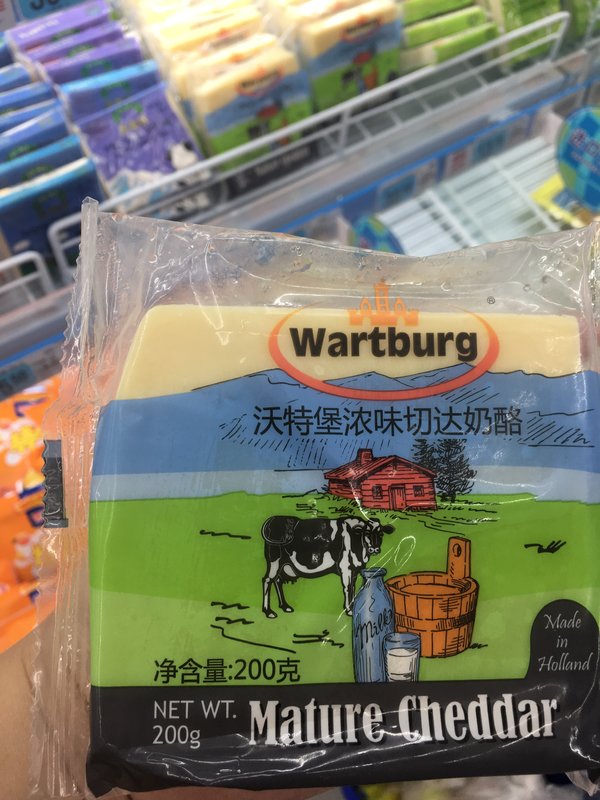 Wartburg
Wartburg
®
沃特堡浓味切达奶酪
Milk
Made
in
Holland
净含量:200克
NET WT.
200g
Mature Cheddar